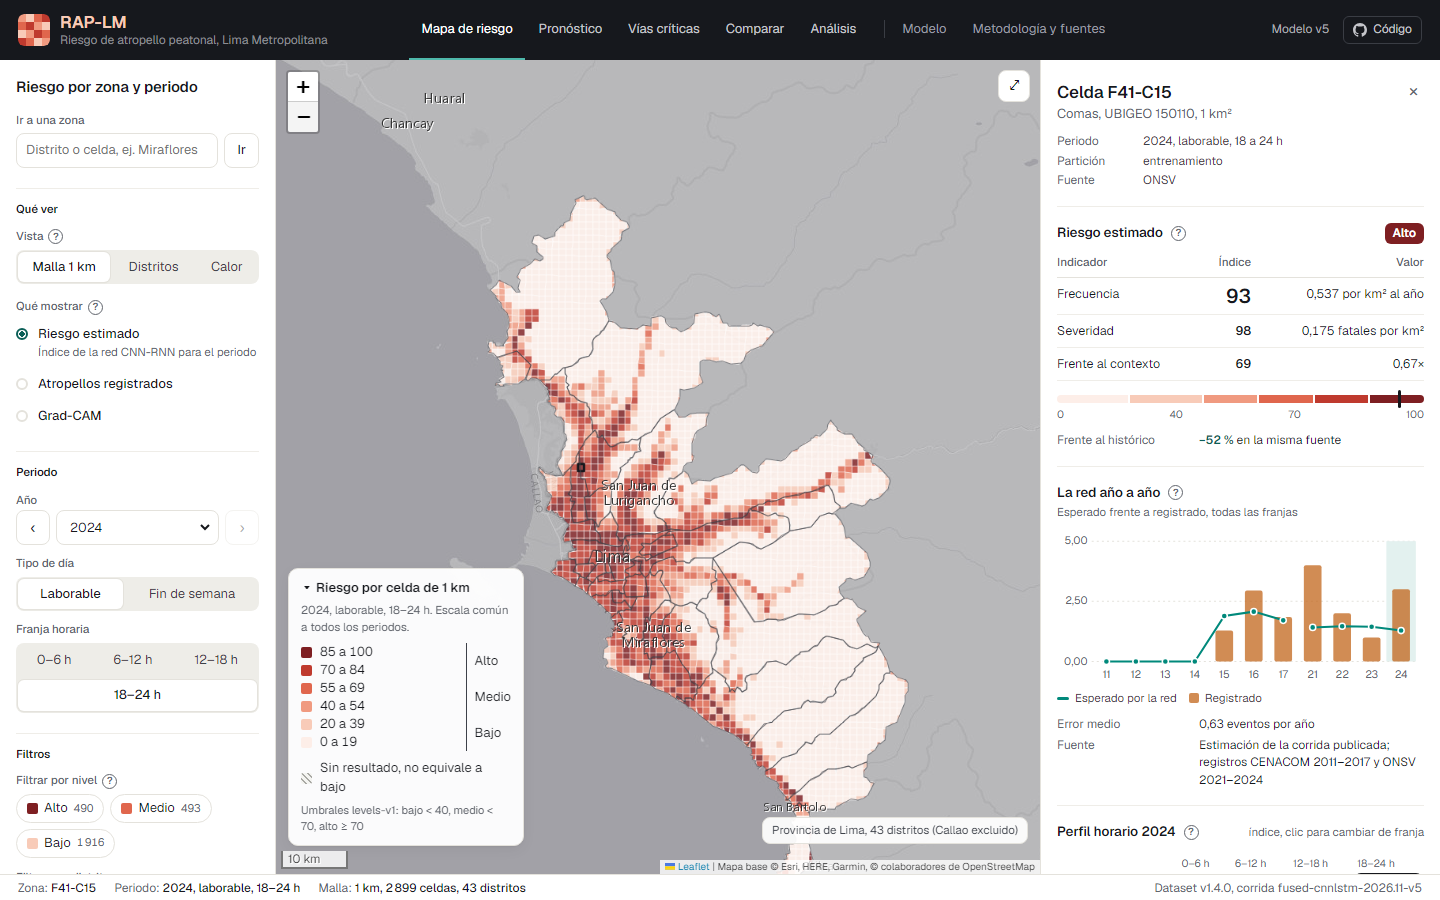 RAP-LM
Riesgo de atropello peatonal, Lima Metropolitana
Mapa de riesgo
Pronóstico
Vías críticas
Comparar
Análisis
Modelo
Metodología y fuentes
Modelo v5
Código
Riesgo por zona y periodo
Ir a una zona
Distrito o celda, ej. Miraflores
Ir
Qué ver
Vista ?
Malla 1 km
Distritos
Calor
Qué mostrar ?
Riesgo estimado
Índice de la red CNN-RNN para el periodo
Atropellos registrados
Grad-CAM
Periodo
Año
‹
2024
›
Tipo de día
Laborable
Fin de semana
Franja horaria
0–6 h
6–12 h
12–18 h
18–24 h
Filtros
Filtrar por nivel ?
Alto 490
Medio 493
Bajo 1 916
+
−
Huaral
Chancay
CALLAO
San Juan de
Lurigancho
Lima
San Juan de
Miraflores
San Bartolo
Riesgo por celda de 1 km
2024, laborable, 18–24 h. Escala común
a todos los periodos.
85 a 100
70 a 84
55 a 69
40 a 54
20 a 39
0 a 19
Alto
Medio
Bajo
Sin resultado, no equivale a
bajo
Umbrales levels-v1: bajo < 40, medio <
70, alto ≥ 70
10 km
Provincia de Lima, 43 distritos (Callao excluido)
Leaflet | Mapa base © Esri, HERE, Garmin, © colaboradores de OpenStreetMap
Celda F41-C15
×
Comas, UBIGEO 150110, 1 km²
Periodo 2024, laborable, 18 a 24 h
Partición entrenamiento
Fuente ONSV
Riesgo estimado ?
Alto
Indicador Índice Valor
Frecuencia 93 0,537 por km² al año
Severidad 98 0,175 fatales por km²
Frente al contexto 69 0,67×
0 40 70 100
Frente al histórico −52 % en la misma fuente
La red año a año ?
Esperado frente a registrado, todas las franjas
5,00
2,50
0,00
11 12 13 14 15 16 17 21 22 23 24
Esperado por la red
Registrado
Error medio 0,63 eventos por año
Fuente Estimación de la corrida publicada;
registros CENACOM 2011–2017 y ONSV
2021–2024
Perfil horario 2024 ?
índice, clic para cambiar de franja
0–6 h 6–12 h 12–18 h 18–24 h
Zona: F41-C15
Periodo: 2024, laborable, 18–24 h
Malla: 1 km, 2 899 celdas, 43 distritos
Dataset v1.4.0, corrida fused-cnnlstm-2026.11-v5